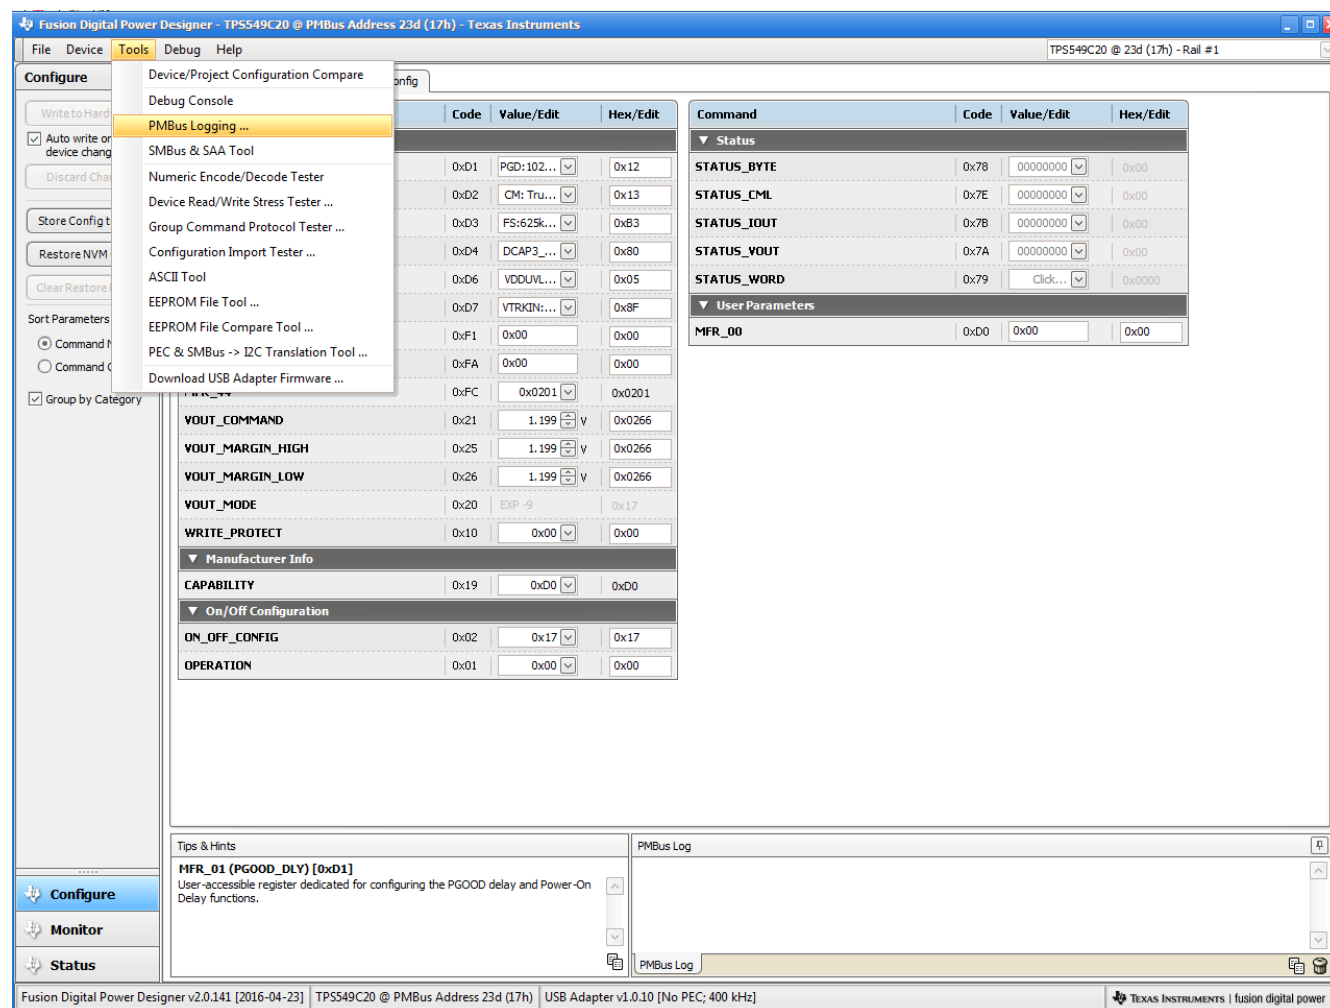 Fusion Digital Power Designer - TPS549C20 @ PMBus Address 23d (17h) - Texas Instruments
File Device Tools Debug Help
TPS549C20 @ 23d (17h) - Rail #1
Configure
Write to Hard
Auto write or
device chang
Discard Cha
Store Config t
Restore NVM
Clear Restore
Sort Parameters
Command N
Command C
Group by Category
Device/Project Configuration Compare
Debug Console
PMBus Logging ...
SMBus & SAA Tool
Numeric Encode/Decode Tester
Device Read/Write Stress Tester ...
Group Command Protocol Tester ...
Configuration Import Tester ...
ASCII Tool
EEPROM File Tool ...
EEPROM File Compare Tool ...
PEC & SMBus -> I2C Translation Tool ...
Download USB Adapter Firmware ...
onfig
Code Value/Edit Hex/Edit
0xD1 PGD:102... 0x12
0xD2 CM: Tru... 0x13
0xD3 FS:625k... 0xB3
0xD4 DCAP3_... 0x80
0xD6 VDDUVL... 0x05
0xD7 VTRKIN:... 0x8F
0xF1 0x00 0x00
0xFA 0x00 0x00
MFR_44 0xFC 0x0201 0x0201
VOUT_COMMAND 0x21 1.199 V 0x0266
VOUT_MARGIN_HIGH 0x25 1.199 V 0x0266
VOUT_MARGIN_LOW 0x26 1.199 V 0x0266
VOUT_MODE 0x20 EXP -9 0x17
WRITE_PROTECT 0x10 0x00 0x00
Manufacturer Info
CAPABILITY 0x19 0xD0 0xD0
On/Off Configuration
ON_OFF_CONFIG 0x02 0x17 0x17
OPERATION 0x01 0x00 0x00
Command Code Value/Edit Hex/Edit
Status
STATUS_BYTE 0x78 00000000 0x00
STATUS_CML 0x7E 00000000 0x00
STATUS_IOUT 0x7B 00000000 0x00
STATUS_VOUT 0x7A 00000000 0x00
STATUS_WORD 0x79 Click... 0x0000
User Parameters
MFR_00 0xD0 0x00 0x00
Configure
Monitor
Status
Tips & Hints
MFR_01 (PGOOD_DLY) [0xD1]
User-accessible register dedicated for configuring the PGOOD delay and Power-On
Delay functions.
PMBus Log
PMBus Log
Fusion Digital Power Designer v2.0.141 [2016-04-23] TPS549C20 @ PMBus Address 23d (17h) USB Adapter v1.0.10 [No PEC; 400 kHz]
TEXAS INSTRUMENTS | fusion digital power